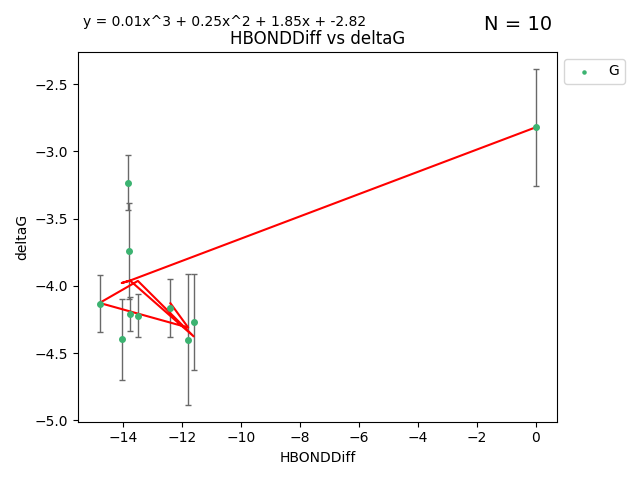 y = 0.01x^3 + 0.25x^2 + 1.85x + -2.82
N = 10
HBONDDiff vs deltaG
G
deltaG
−2.5
−3.0
−3.5
−4.0
−4.5
−5.0
−14
−12
−10
−8
−6
−4
−2
0
HBONDDiff